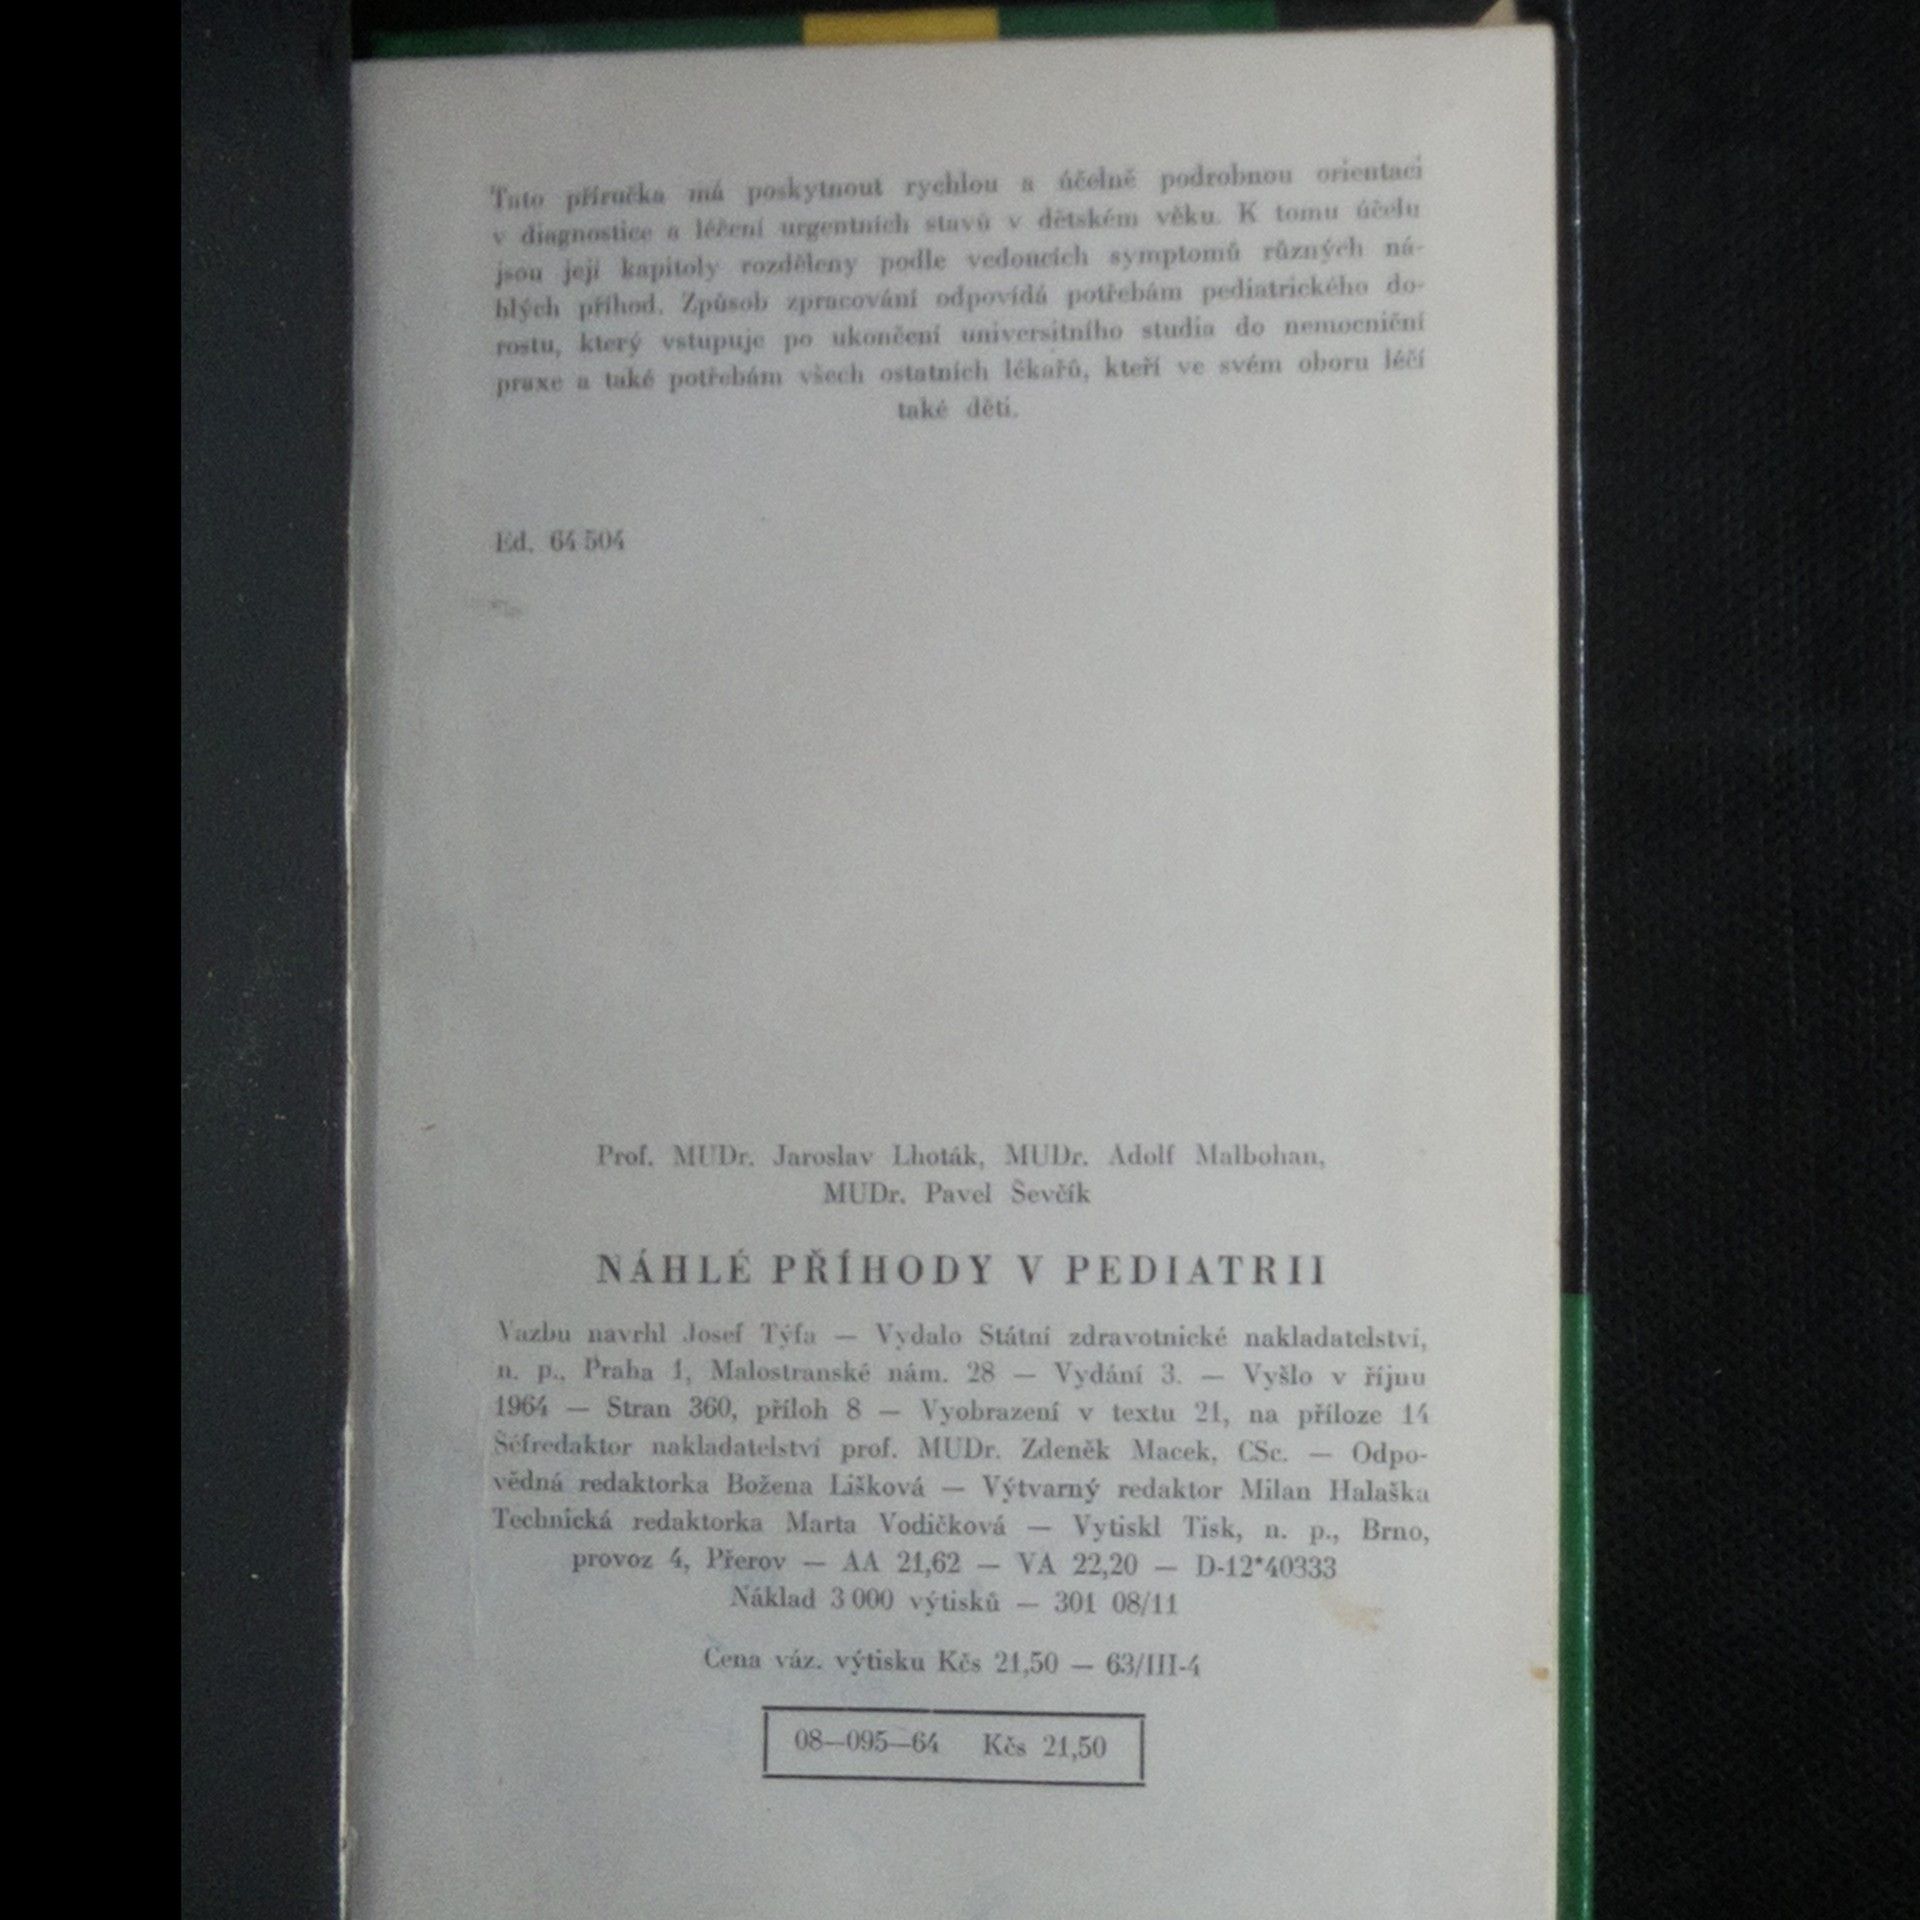 Tato příručka má poskytnout rychlou a účelně podrobnou orientaci
v diagnostice a léčení urgentních stavů v dětském věku. K tomu účelu
jsou její kapitoly rozděleny podle vedoucích symptomů různých ná-
hlých příhod. Způsob zpracování odpovídá potřebám pediatrického do-
rostu, který vstupuje po ukončení universitního studia do nemocniční
praxe a také potřebám všech ostatních lékařů, kteří ve svém oboru léčí
také děti.
Ed. 64 504
Prof. MUDr. Jaroslav Lhoták, MUDr. Adolf Malbohan,
MUDr. Pavel Ševčík
NÁHLÉ PŘÍHODY V PEDIATRII
Vazbu navrhl Josef Týfa — Vydalo Státní zdravotnické nakladatelství,
n. p., Praha 1, Malostranské nám. 28 — Vydání 3. — Vyšlo v říjnu
1964 — Stran 360, příloh 8 — Vyobrazení v textu 21, na příloze 14
Šéfredaktor nakladatelství prof. MUDr. Zdeněk Macek, CSc. — Odpo-
vědná redaktorka Božena Lišková — Výtvarný redaktor Milan Halaška
Technická redaktorka Marta Vodičková — Vytiskl Tisk, n. p., Brno,
provoz 4, Přerov — AA 21,62 — VA 22,20 — D-12*40333
Náklad 3 000 výtisků — 301 08/11
Cena váz. výtisku Kčs 21,50 — 63/III-4
08—095—64 Kčs 21,50